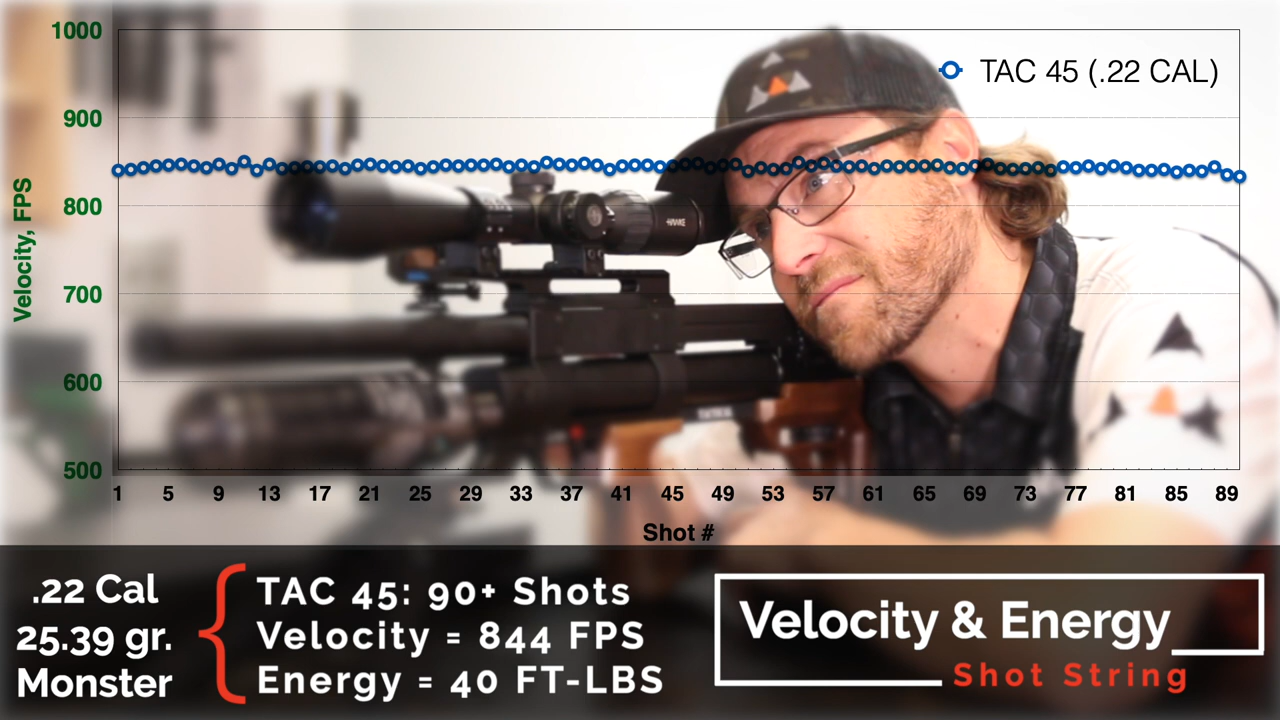 1000
900
800
700
600
500
Velocity, FPS
TAC 45 (.22 CAL)
HAWKE
1 5 9 13 17 21 25 29 33 37 41 45 49 53 57 61 65 69 73 77 81 85 89
Shot #
.22 Cal
25.39 gr.
Monster
TAC 45: 90+ Shots
Velocity = 844 FPS
Energy = 40 FT-LBS
Velocity & Energy
Shot String